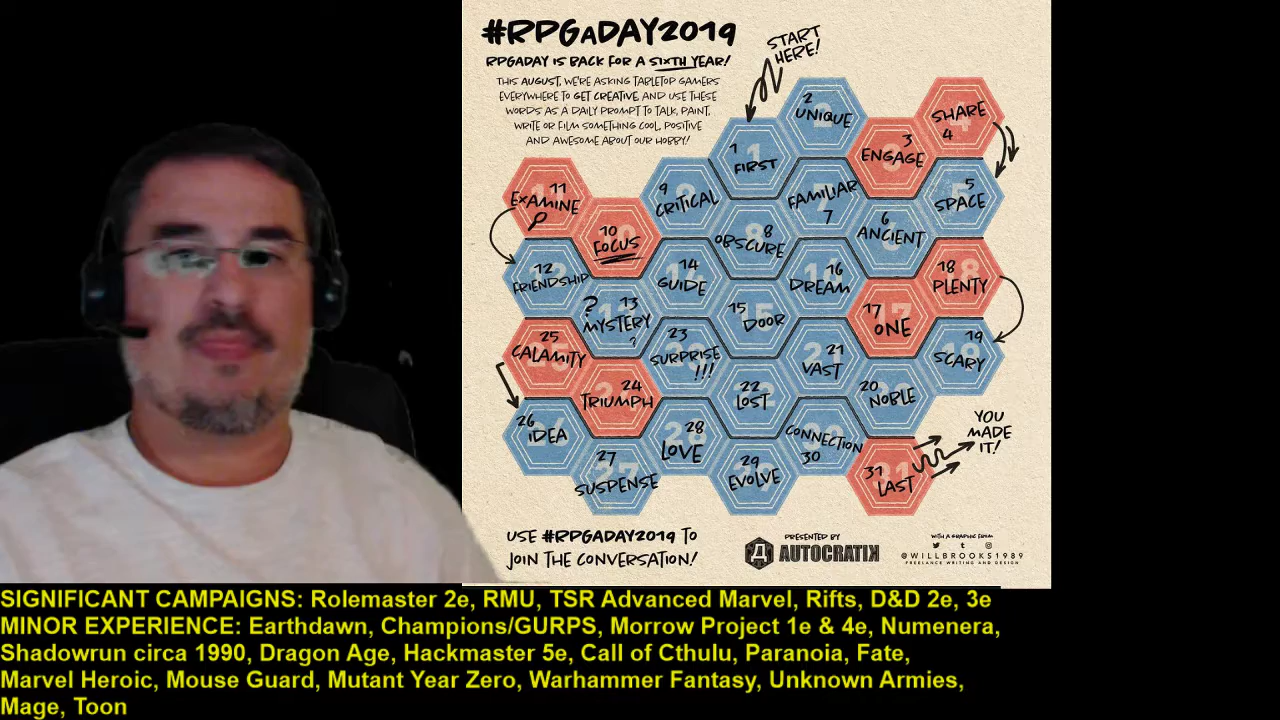 #RPGaDAY2019
RPGADAY IS BACK FOR A SIXTH YEAR!
THIS AUGUST, WE'RE ASKING TABLETOP GAMERS
EVERYWHERE TO GET CREATIVE, AND USE THESE
WORDS AS A DAILY PROMPT TO TALK, PAINT,
WRITE OR FILM SOMETHING COOL, POSITIVE
AND AWESOME ABOUT OUR HOBBY!
START
HERE!
1 FIRST
2 UNIQUE
3 ENGAGE
SHARE 4
5 SPACE
6 ANCIENT
FAMILIAR 7
OBSCURE 8
9 CRITICAL
10 FOCUS
11 EXAMINE
12 FRIENDSHIP
? 13 MYSTERY ?
14 GUIDE
15 DOOR
16 DREAM
17 ONE
18 PLENTY
19 SCARY
20 NOBLE
21 VAST
22 LOST
23 SURPRISE !!!
24 TRIUMPH
25 CALAMITY
26 IDEA
27 SUSPENSE
28 LOVE
29 EVOLVE
CONNECTION 30
31 LAST
YOU
MADE
IT!
USE #RPGADAY2019 TO
JOIN THE CONVERSATION!
PRESENTED BY
AUTOCRATIK
WITH A GRAPHIC FROM
@WILLBROOKS1989
FREELANCE WRITING AND DESIGN
SIGNIFICANT CAMPAIGNS: Rolemaster 2e, RMU, TSR Advanced Marvel, Rifts, D&D 2e, 3e
MINOR EXPERIENCE: Earthdawn, Champions/GURPS, Morrow Project 1e & 4e, Numenera,
Shadowrun circa 1990, Dragon Age, Hackmaster 5e, Call of Cthulu, Paranoia, Fate,
Marvel Heroic, Mouse Guard, Mutant Year Zero, Warhammer Fantasy, Unknown Armies,
Mage, Toon